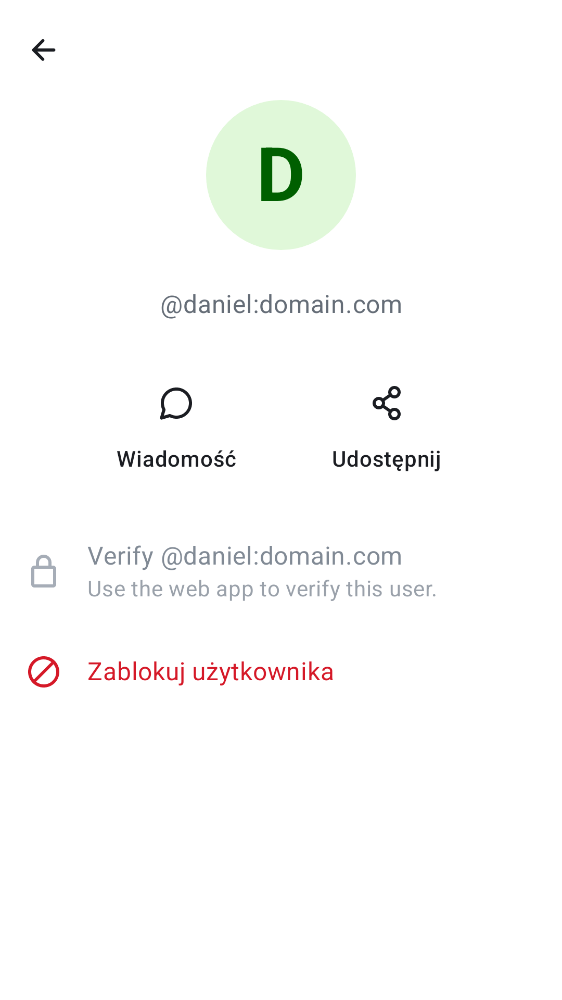 D
@daniel:domain.com
Wiadomość
Udostępnij
Verify @daniel:domain.com
Use the web app to verify this user.
Zablokuj użytkownika